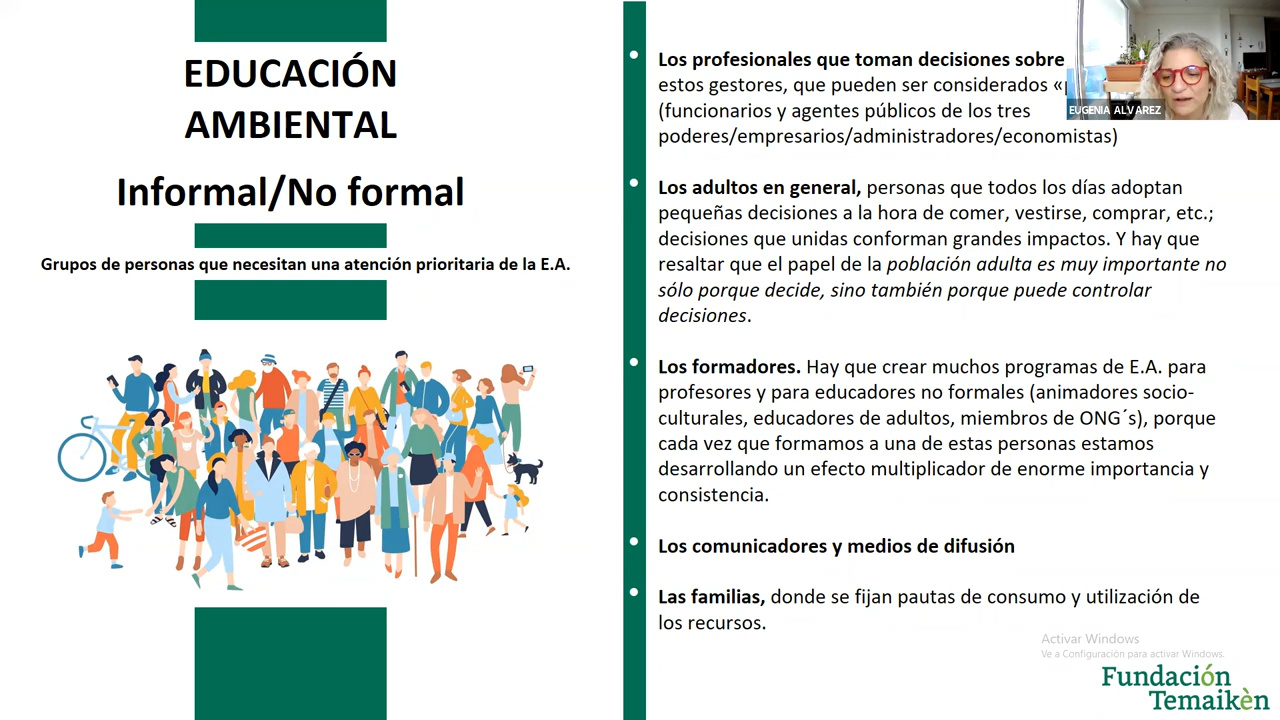 EDUCACIÓN
AMBIENTAL
Informal/No formal
Grupos de personas que necesitan una atención prioritaria de la E.A.
Los profesionales que toman decisiones sobre
estos gestores, que pueden ser considerados
(funcionarios y agentes públicos de los tres
poderes/empresarios/administradores/economistas)
Los adultos en general, personas que todos los días adoptan
pequeñas decisiones a la hora de comer, vestirse, comprar, etc.;
decisiones que unidas conforman grandes impactos. Y hay que
resaltar que el papel de la población adulta es muy importante no
sólo porque decide, sino también porque puede controlar
decisiones.
Los formadores. Hay que crear muchos programas de E.A. para
profesores y para educadores no formales (animadores socio-
culturales, educadores de adultos, miembros de ONG´s), porque
cada vez que formamos a una de estas personas estamos
desarrollando un efecto multiplicador de enorme importancia y
consistencia.
Los comunicadores y medios de difusión
Las familias, donde se fijan pautas de consumo y utilización de
los recursos.
EUGENIA ALVAREZ
Activar Windows
Ve a Configuración para activar Windows.
Fundación
Temaikèn